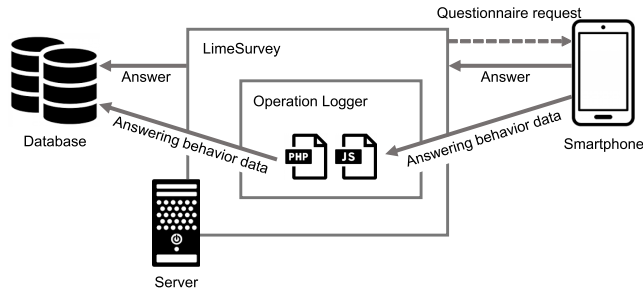 Questionnaire request
LimeSurvey
Answer
Answer
Operation Logger
Answering behavior data
Answering behavior data
PHP
JS
Database
Smartphone
Server